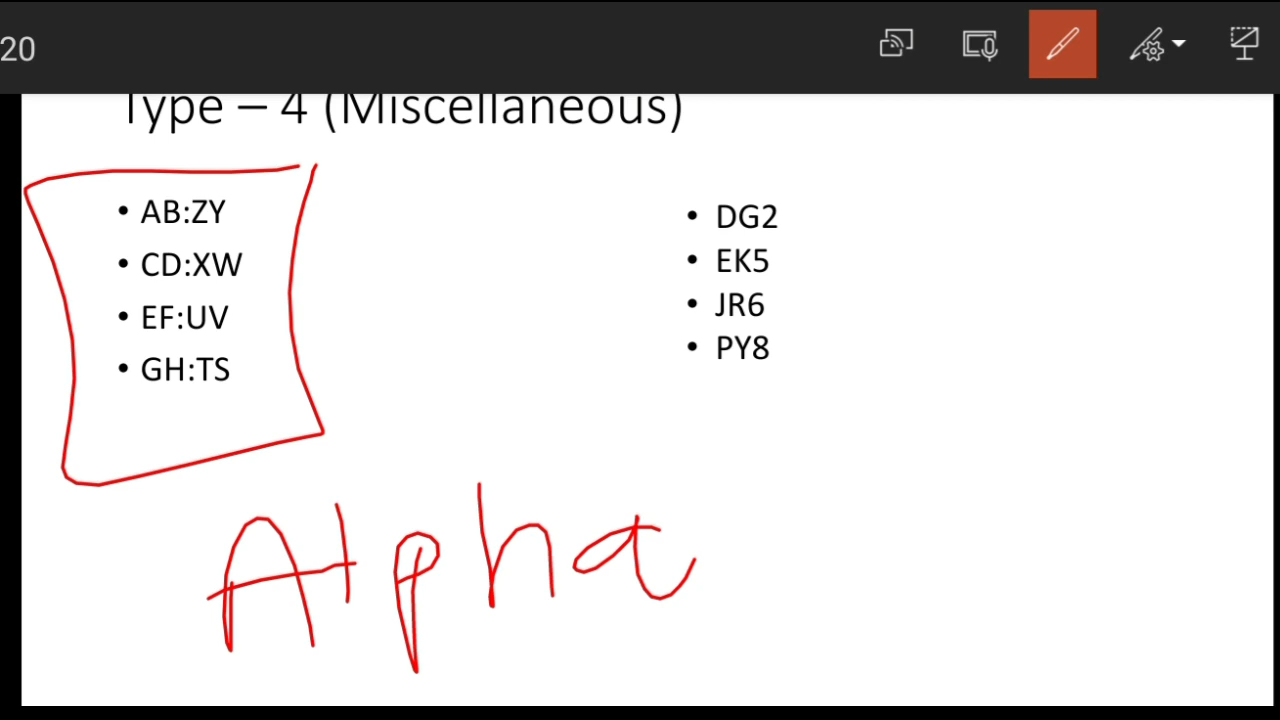 20
Type – 4 (Miscellaneous)
• AB:ZY
• CD:XW
• EF:UV
• GH:TS
• DG2
• EK5
• JR6
• PY8
Alpha